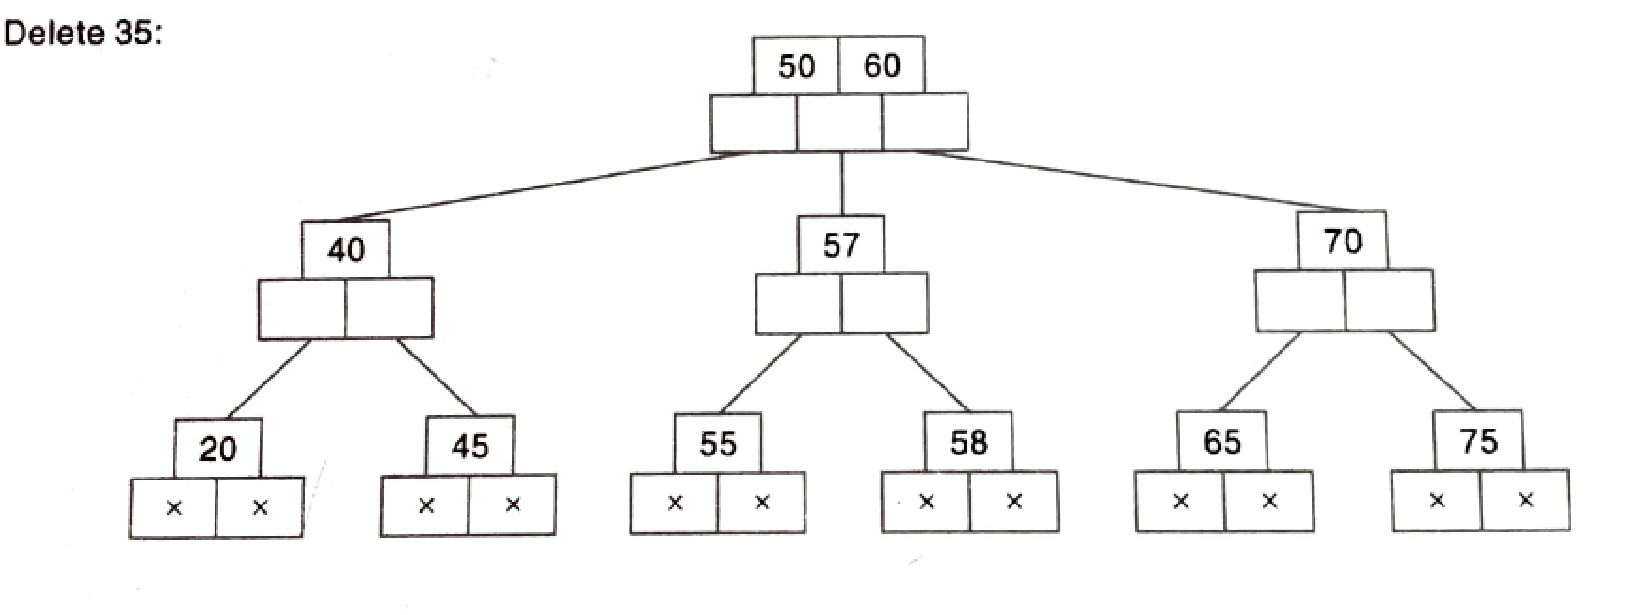 Delete 35:
50 60
40 57 70
20 45 55 58 65 75
× × × × × × × × × × × ×